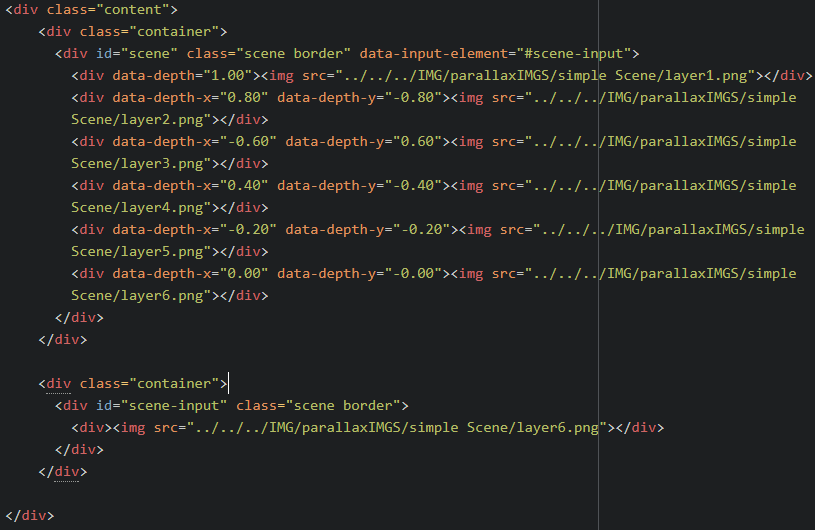 <div class="content">
<div class="container">
<div id="scene" class="scene border" data-input-element="#scene-input">
<div data-depth="1.00"><img src="../../../IMG/parallaxIMGS/simple Scene/layer1.png"></div>
<div data-depth-x="0.80" data-depth-y="-0.80"><img src="../../../IMG/parallaxIMGS/simple
Scene/layer2.png"></div>
<div data-depth-x="-0.60" data-depth-y="0.60"><img src="../../../IMG/parallaxIMGS/simple
Scene/layer3.png"></div>
<div data-depth-x="0.40" data-depth-y="-0.40"><img src="../../../IMG/parallaxIMGS/simple
Scene/layer4.png"></div>
<div data-depth-x="-0.20" data-depth-y="-0.20"><img src="../../../IMG/parallaxIMGS/simple
Scene/layer5.png"></div>
<div data-depth-x="0.00" data-depth-y="-0.00"><img src="../../../IMG/parallaxIMGS/simple
Scene/layer6.png"></div>
</div>
</div>
<div class="container">
<div id="scene-input" class="scene border">
<div><img src="../../../IMG/parallaxIMGS/simple Scene/layer6.png"></div>
</div>
</div>
</div>